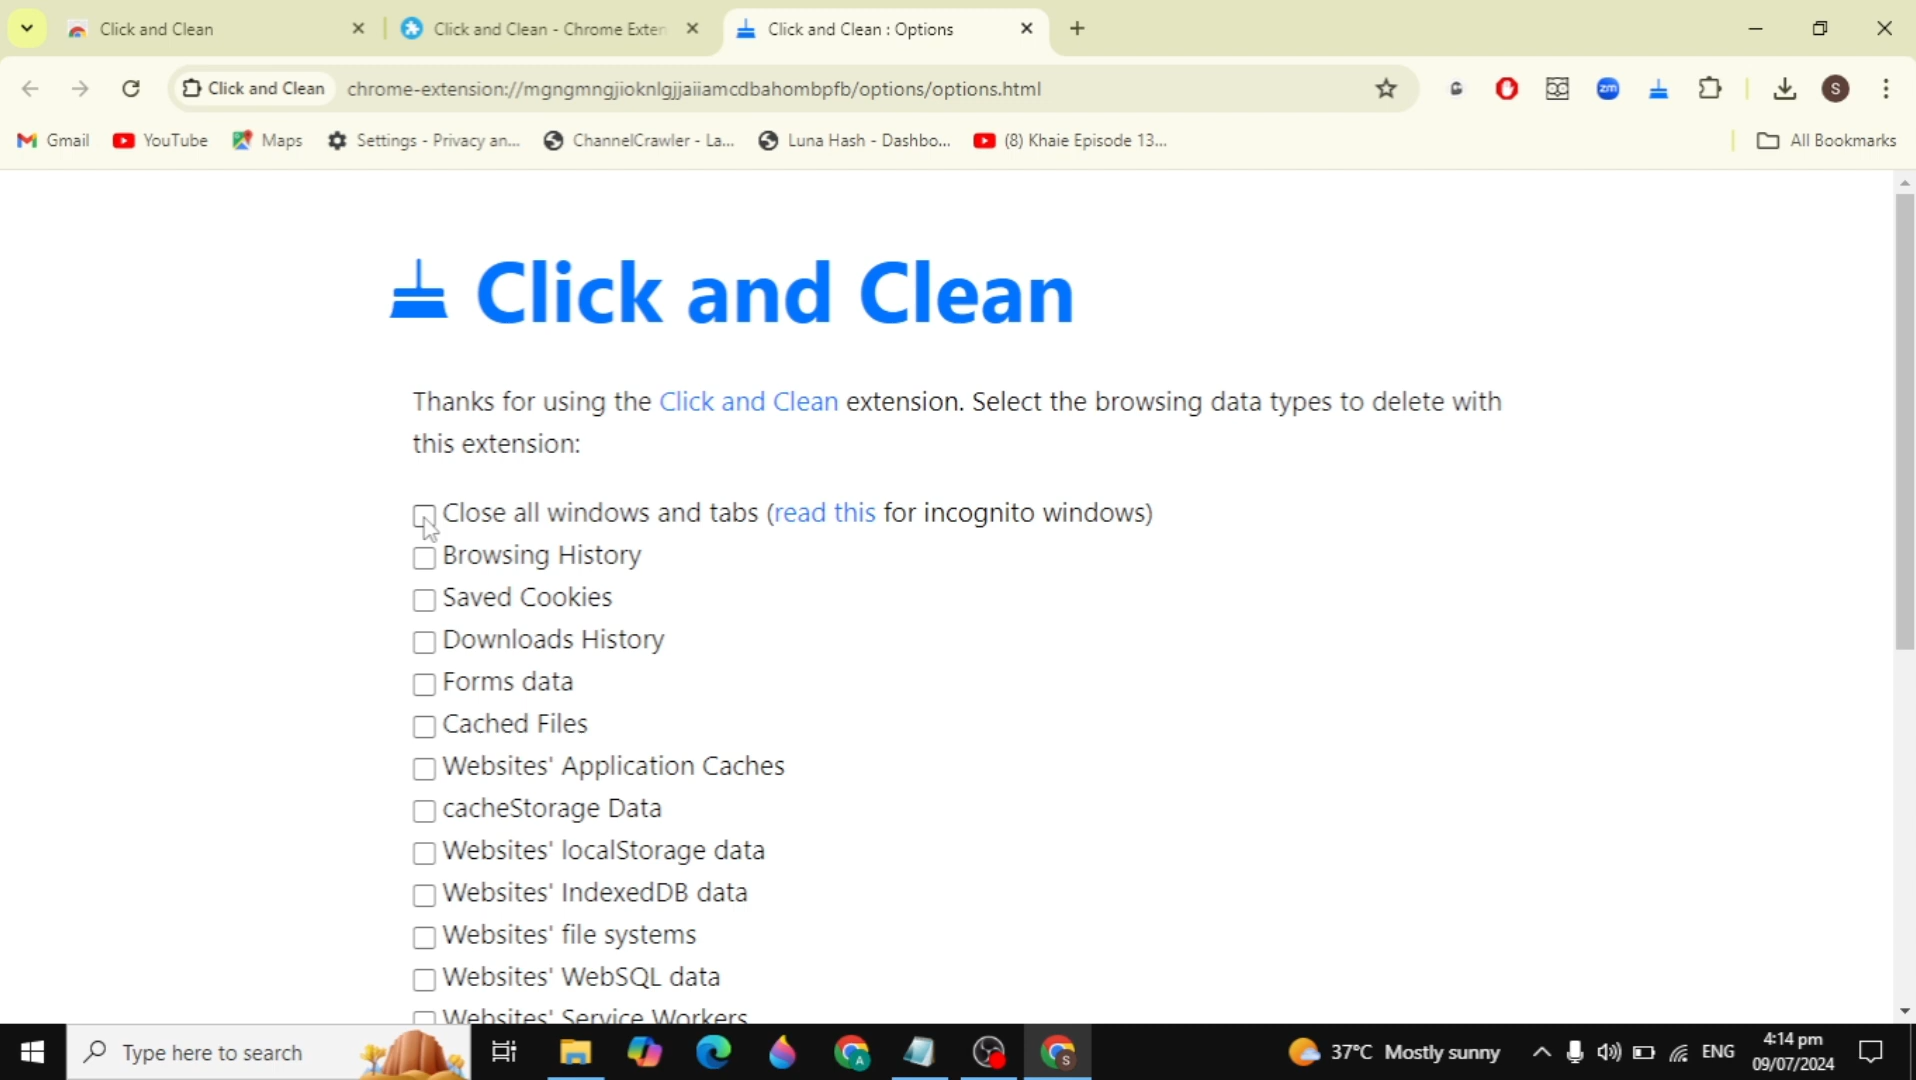 Click and Clean
Click and Clean - Chrome Exten
Click and Clean : Options
Click and Clean
chrome-extension://mgngmngjjioknlgjjaiiamcdbahombpfb/options/options.html
zm
S
Gmail
YouTube
Maps
Settings - Privacy an...
ChannelCrawler - La...
Luna Hash - Dashbo...
(8) Khaie Episode 13...
All Bookmarks
Click and Clean
Thanks for using the Click and Clean extension. Select the browsing data types to delete with
this extension:
Close all windows and tabs (read this for incognito windows)
Browsing History
Saved Cookies
Downloads History
Forms data
Cached Files
Websites' Application Caches
cacheStorage Data
Websites' localStorage data
Websites' IndexedDB data
Websites' file systems
Websites' WebSQL data
Websites' Service Workers
Type here to search
A
S
37°C Mostly sunny
ENG
4:14 pm
09/07/2024